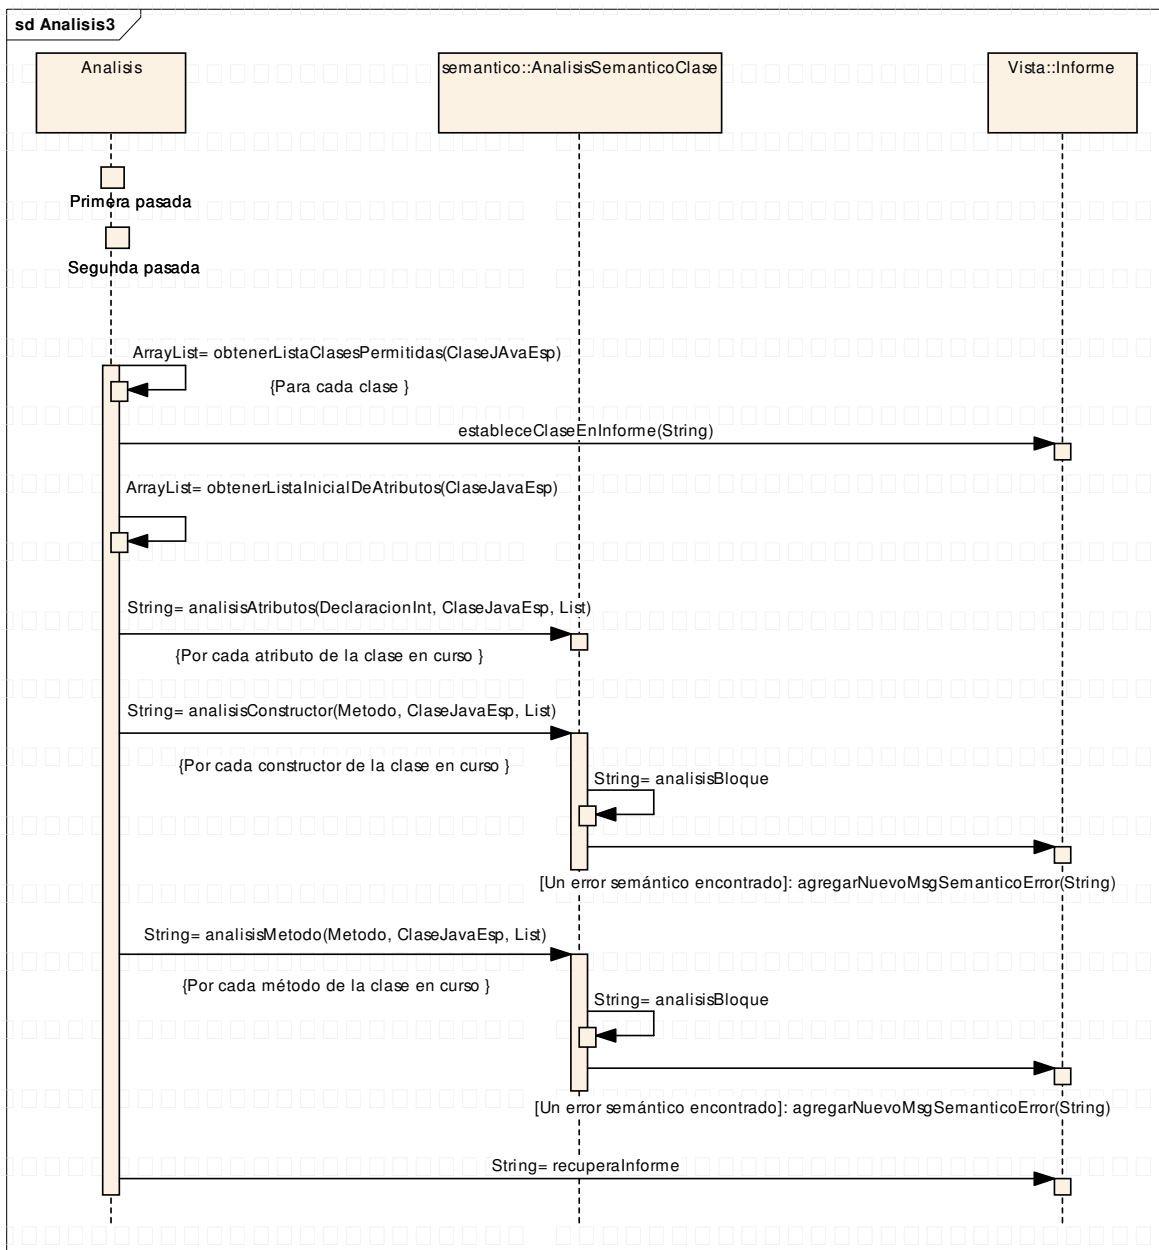 sd Analisis3
Analisis
semantico::AnalisisSemanticoClase
Vista::Informe
Primera pasada
Segunda pasada
ArrayList= obtenerListaClasesPermitidas(ClaseJAvaEsp)
{Para cada clase }
estableceClaseEnInforme(String)
ArrayList= obtenerListaInicialDeAtributos(ClaseJavaEsp)
String= analisisAtributos(DeclaracionInt, ClaseJavaEsp, List)
{Por cada atributo de la clase en curso }
String= analisisConstructor(Metodo, ClaseJavaEsp, List)
{Por cada constructor de la clase en curso }
String= analisisBloque
[Un error semántico encontrado]: agregarNuevoMsgSemanticoError(String)
String= analisisMetodo(Metodo, ClaseJavaEsp, List)
{Por cada método de la clase en curso }
String= analisisBloque
[Un error semántico encontrado]: agregarNuevoMsgSemanticoError(String)
String= recuperaInforme